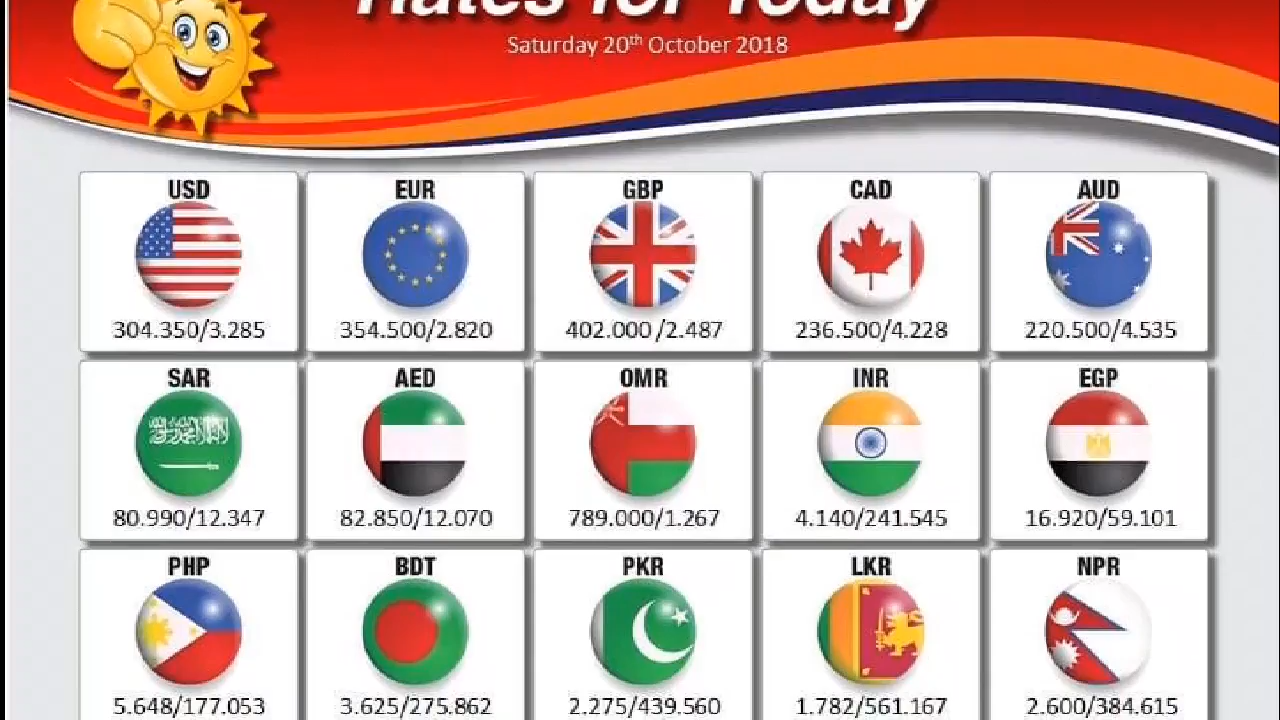 Rates for Today
Saturday 20th October 2018
USD EUR GBP CAD AUD
304.350/3.285 354.500/2.820 402.000/2.487 236.500/4.228 220.500/4.535
SAR AED OMR INR EGP
80.990/12.347 82.850/12.070 789.000/1.267 4.140/241.545 16.920/59.101
PHP BDT PKR LKR NPR
5.648/177.053 3.625/275.862 2.275/439.560 1.782/561.167 2.600/384.615